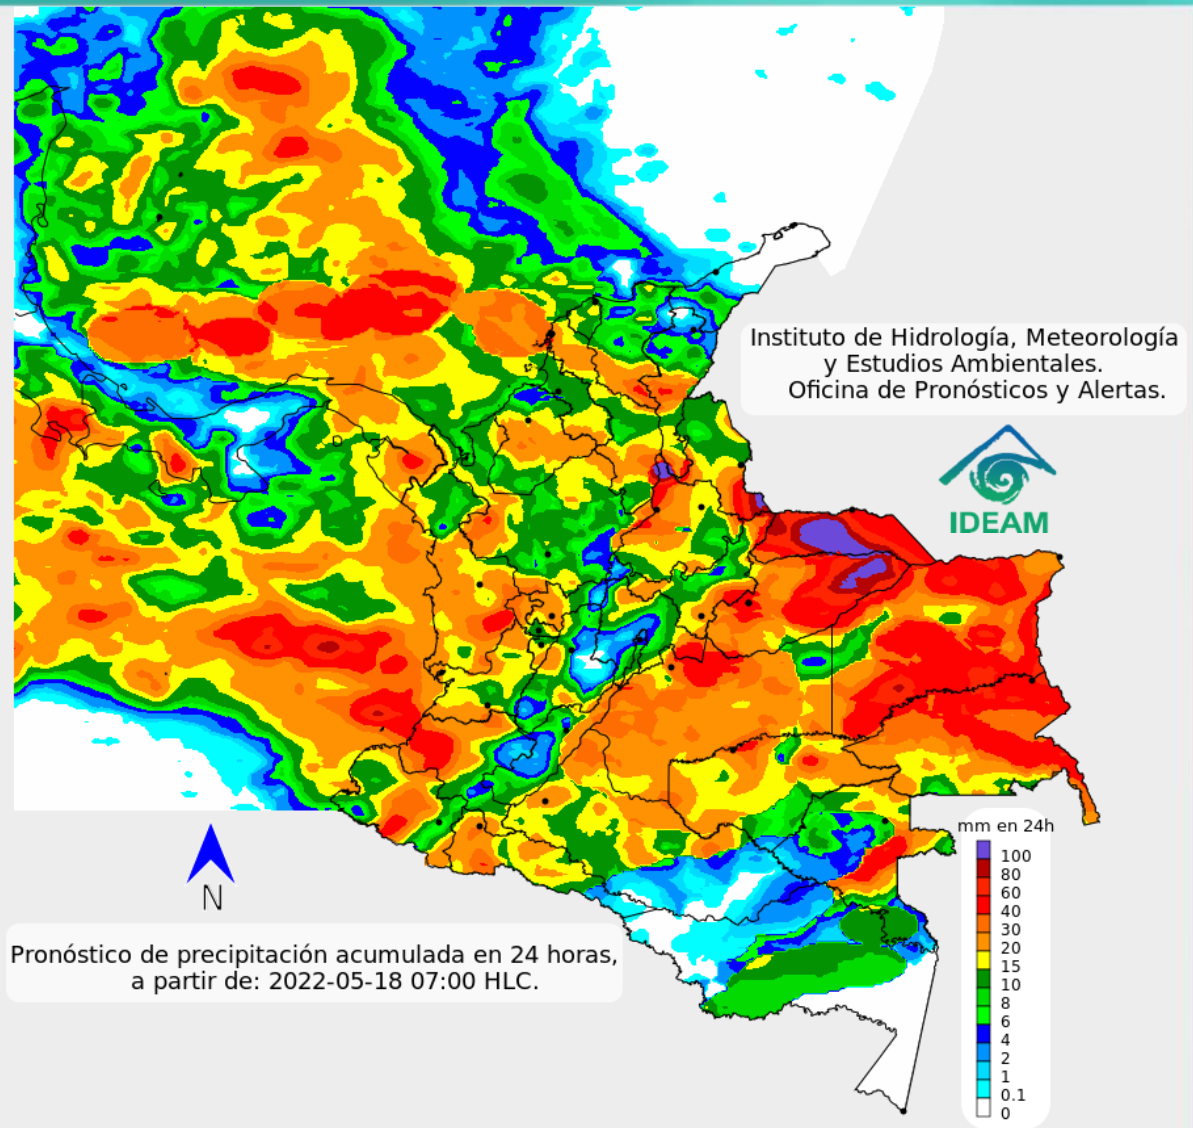 Instituto de Hidrología, Meteorología
y Estudios Ambientales.
Oficina de Pronósticos y Alertas.
IDEAM
mm en 24h
100
80
60
40
30
20
15
10
8
6
4
2
1
0.1
0
N
Pronóstico de precipitación acumulada en 24 horas,
a partir de: 2022-05-18 07:00 HLC.